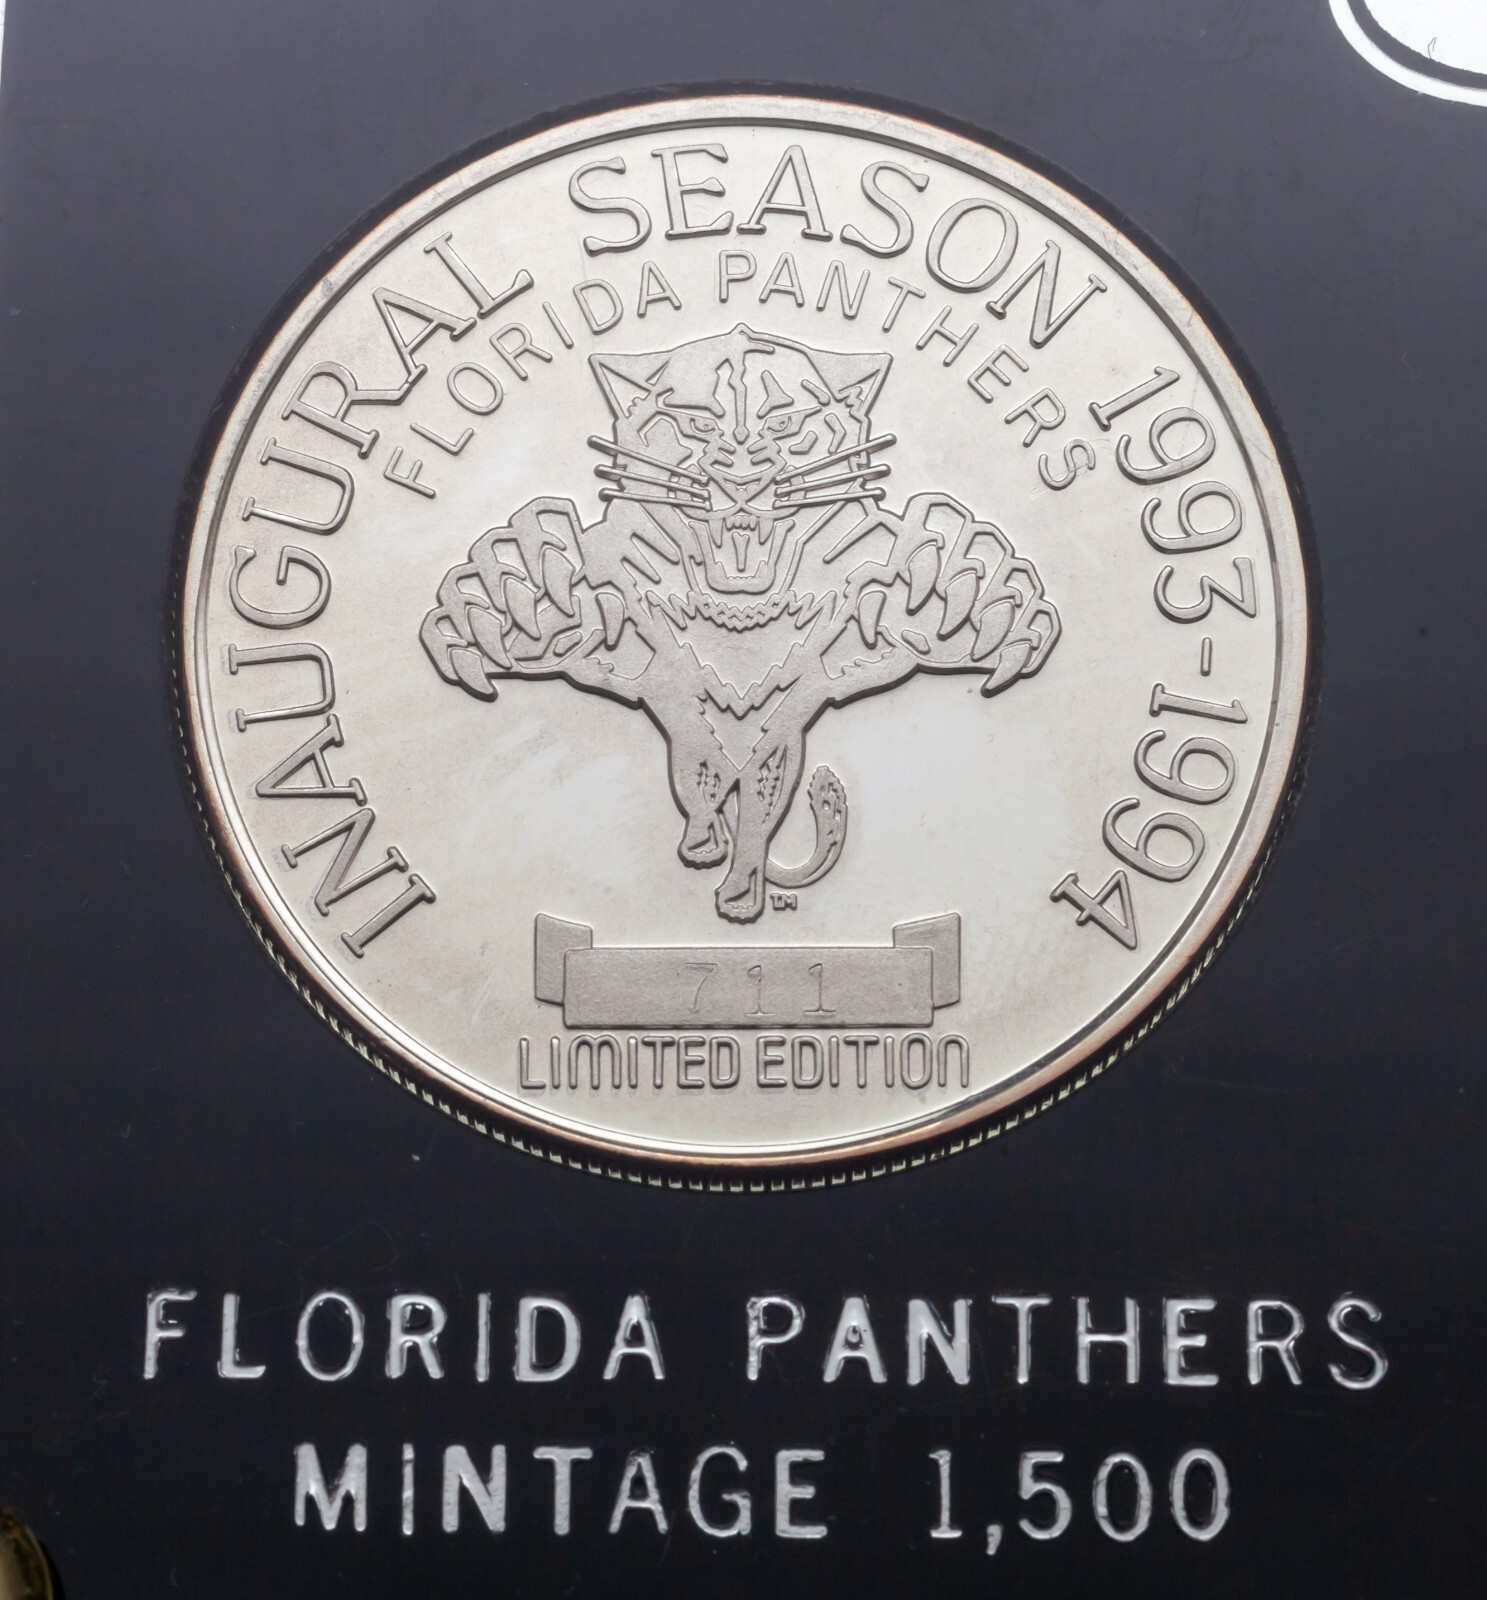 INAUGURAL SEASON 1993-1994
FLORIDA PANTHERS
TM
711
LIMITED EDITION
FLORIDA PANTHERS
MINTAGE 1,500